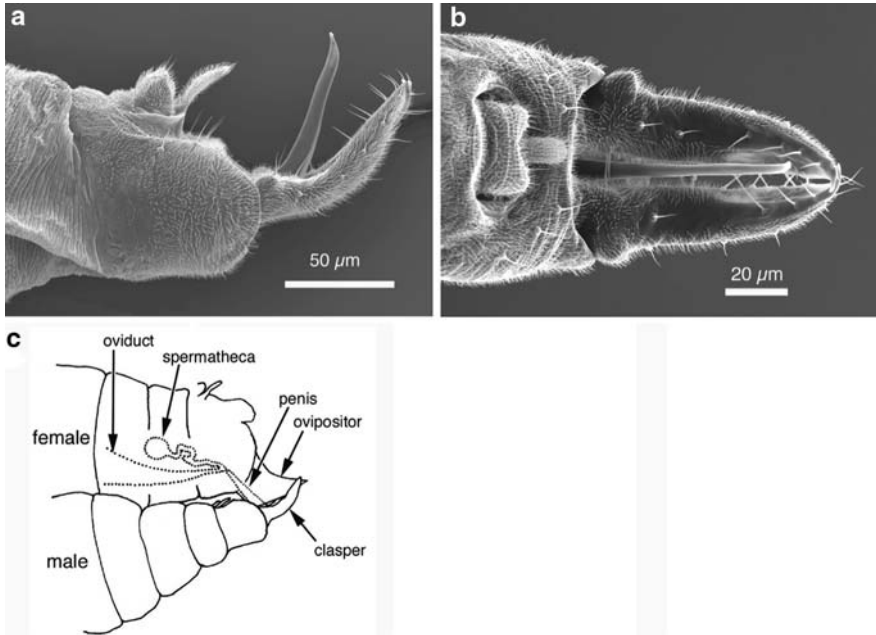 a
50 µm
b
20 µm
c
oviduct
spermatheca
penis
ovipositor
female
clasper
male